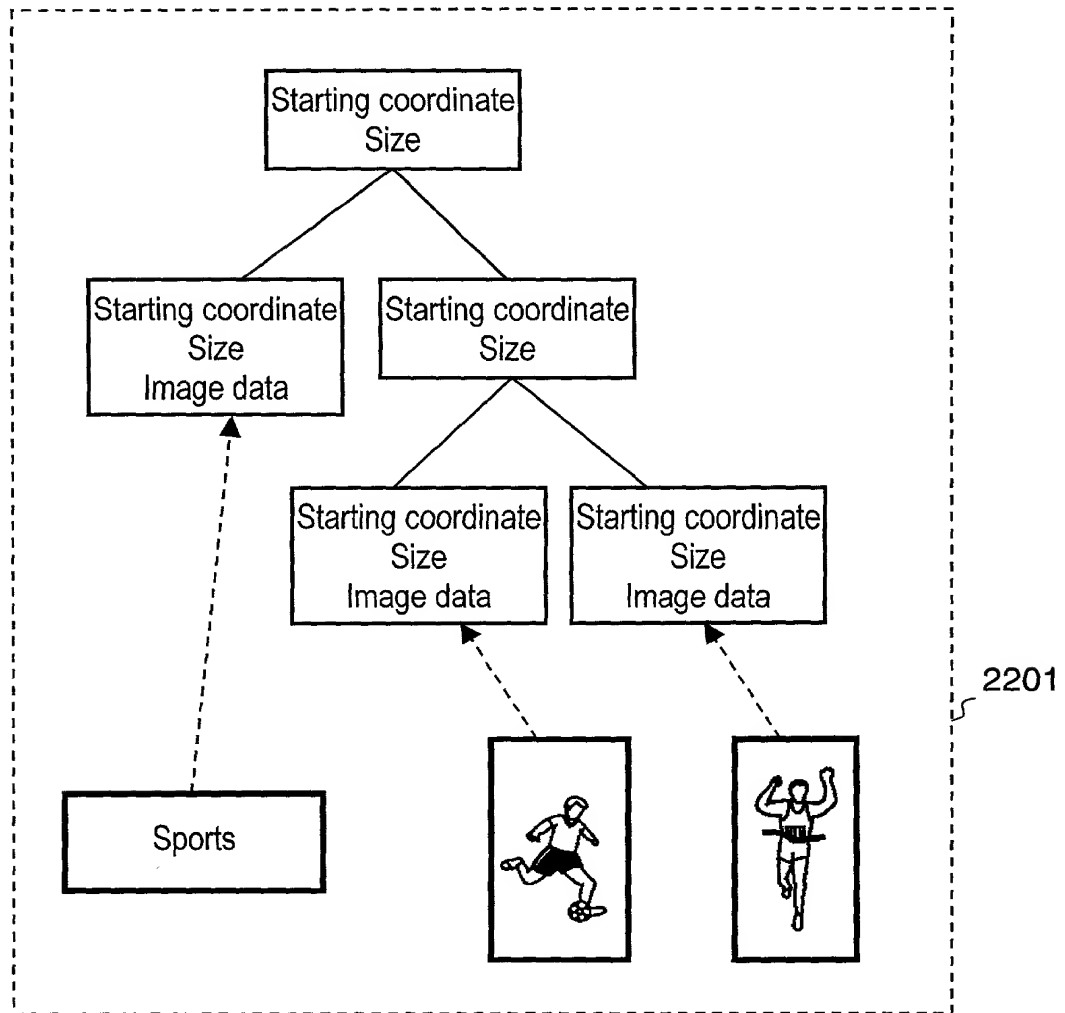 Starting coordinate
Size
Starting coordinate
Size
Image data
Starting coordinate
Size
Starting coordinate
Size
Image data
Starting coordinate
Size
Image data
2201
Sports